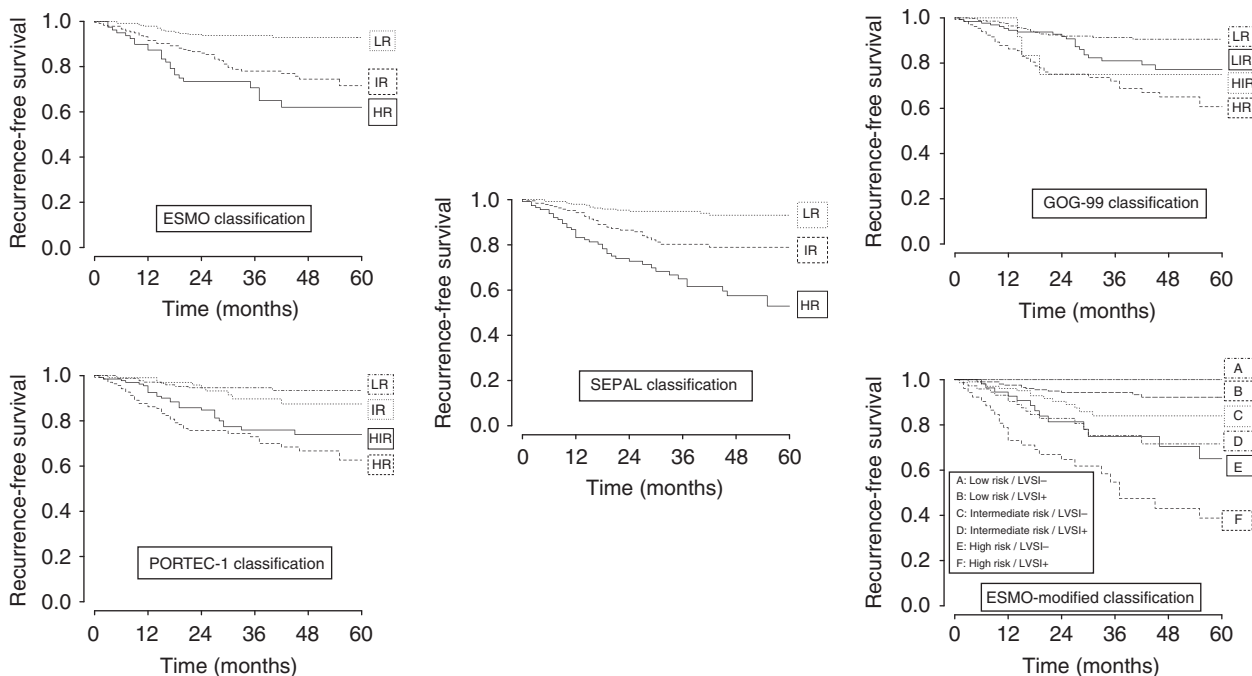 Recurrence-free survival
1.0
0.8
0.6
0.4
0.2
0.0
LR
IR
HR
ESMO classification
0 12 24 36 48 60
Time (months)
Recurrence-free survival
1.0
0.8
0.6
0.4
0.2
0.0
LR
IR
HIR
HR
PORTEC-1 classification
0 12 24 36 48 60
Time (months)
Recurrence-free survival
1.0
0.8
0.6
0.4
0.2
0.0
LR
IR
HR
SEPAL classification
0 12 24 36 48 60
Time (months)
Recurrence-free survival
1.0
0.8
0.6
0.4
0.2
0.0
LR
LIR
HIR
HR
GOG-99 classification
0 12 24 36 48 60
Time (months)
Recurrence-free survival
1.0
0.8
0.6
0.4
0.2
0.0
A
B
C
D
E
F
A: Low risk / LVSI–
B: Low risk / LVSI+
C: Intermediate risk / LVSI–
D: Intermediate risk / LVSI+
E: High risk / LVSI–
F: High risk / LVSI+
ESMO-modified classification
0 12 24 36 48 60
Time (months)